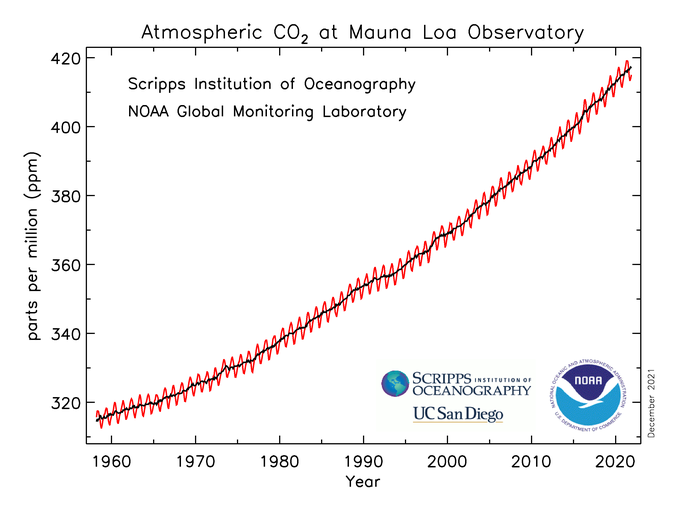 Atmospheric CO₂ at Mauna Loa Observatory
Scripps Institution of Oceanography
NOAA Global Monitoring Laboratory
parts per million (ppm)
420
400
380
360
340
320
1960 1970 1980 1990 2000 2010 2020
Year
SCRIPPS INSTITUTION OF
OCEANOGRAPHY
UC San Diego
NATIONAL OCEANIC AND ATMOSPHERIC ADMINISTRATION
NOAA
U.S. DEPARTMENT OF COMMERCE
December 2021